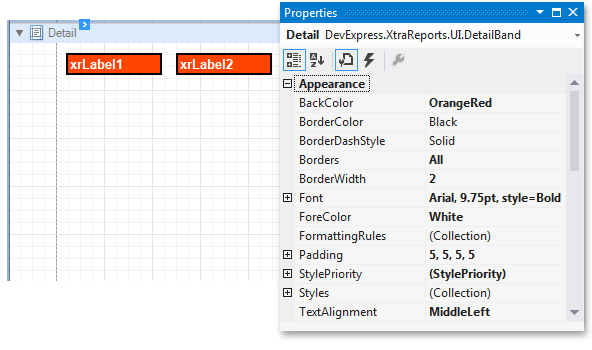 Detail
xrLabel1 xrLabel2
Properties
Detail DevExpress.XtraReports.UI.DetailBand
Appearance
BackColor OrangeRed
BorderColor Black
BorderDashStyle Solid
Borders All
BorderWidth 2
Font Arial, 9.75pt, style=Bold
ForeColor White
FormattingRules (Collection)
Padding 5, 5, 5, 5
StylePriority (StylePriority)
Styles (Collection)
TextAlignment MiddleLeft